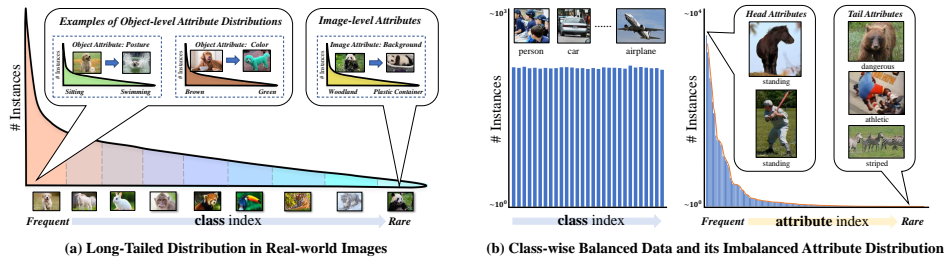 Examples of Object-level Attribute Distributions
Object Attribute: Posture
# Instances
Sitting
Swimming
Object Attribute: Color
# Instances
Brown
Green
Image-level Attributes
Image Attribute: Background
# Instances
Woodland
Plastic Container
# Instances
Frequent
class index
Rare
(a) Long-Tailed Distribution in Real-world Images
~10³
# Instances
~10⁰
person
car
......
airplane
class index
# Instances
Head Attributes
standing
standing
Tail Attributes
dangerous
athletic
striped
Frequent
attribute index
Rare
(b) Class-wise Balanced Data and its Imbalanced Attribute Distribution